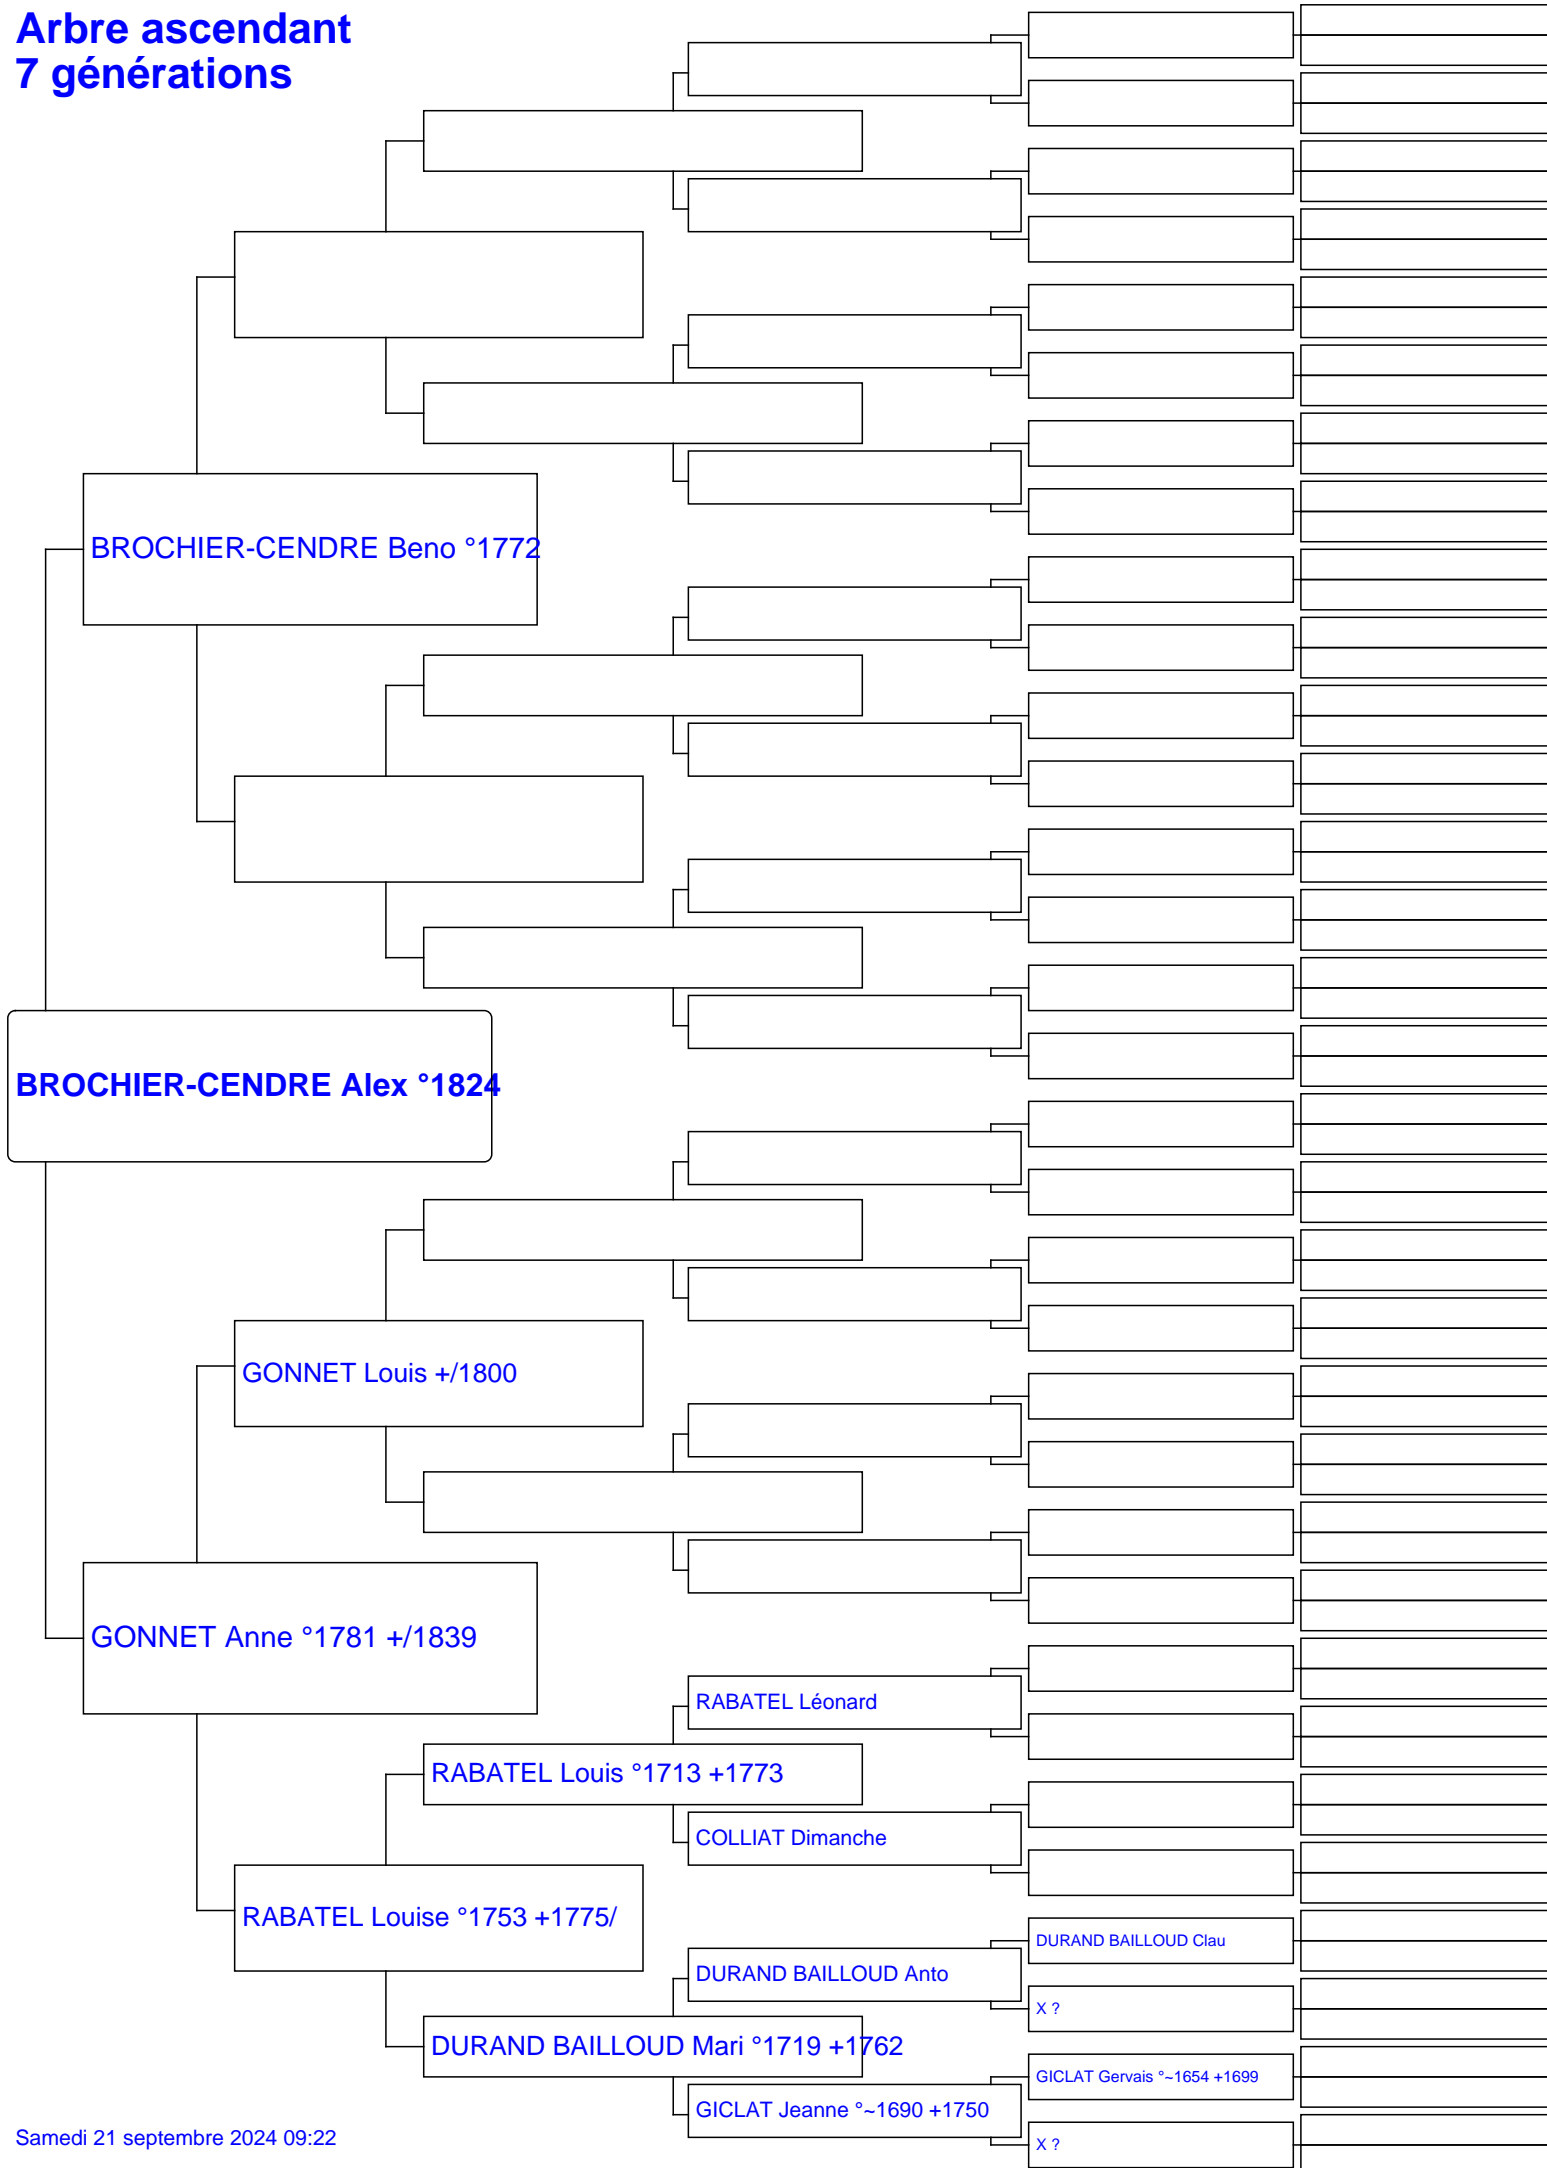 Arbre ascendant
7 générations
BROCHIER-CENDRE Beno °1772
BROCHIER-CENDRE Alex °1824
GONNET Louis +/1800
GONNET Anne °1781 +/1839
RABATEL Léonard
RABATEL Louis °1713 +1773
COLLIAT Dimanche
RABATEL Louise °1753 +1775/
DURAND BAILLOUD Clau
DURAND BAILLOUD Anto
X ?
DURAND BAILLOUD Mari °1719 +1762
GICLAT Gervais °~1654 +1699
GICLAT Jeanne °~1690 +1750
X ?
Samedi 21 septembre 2024 09:22